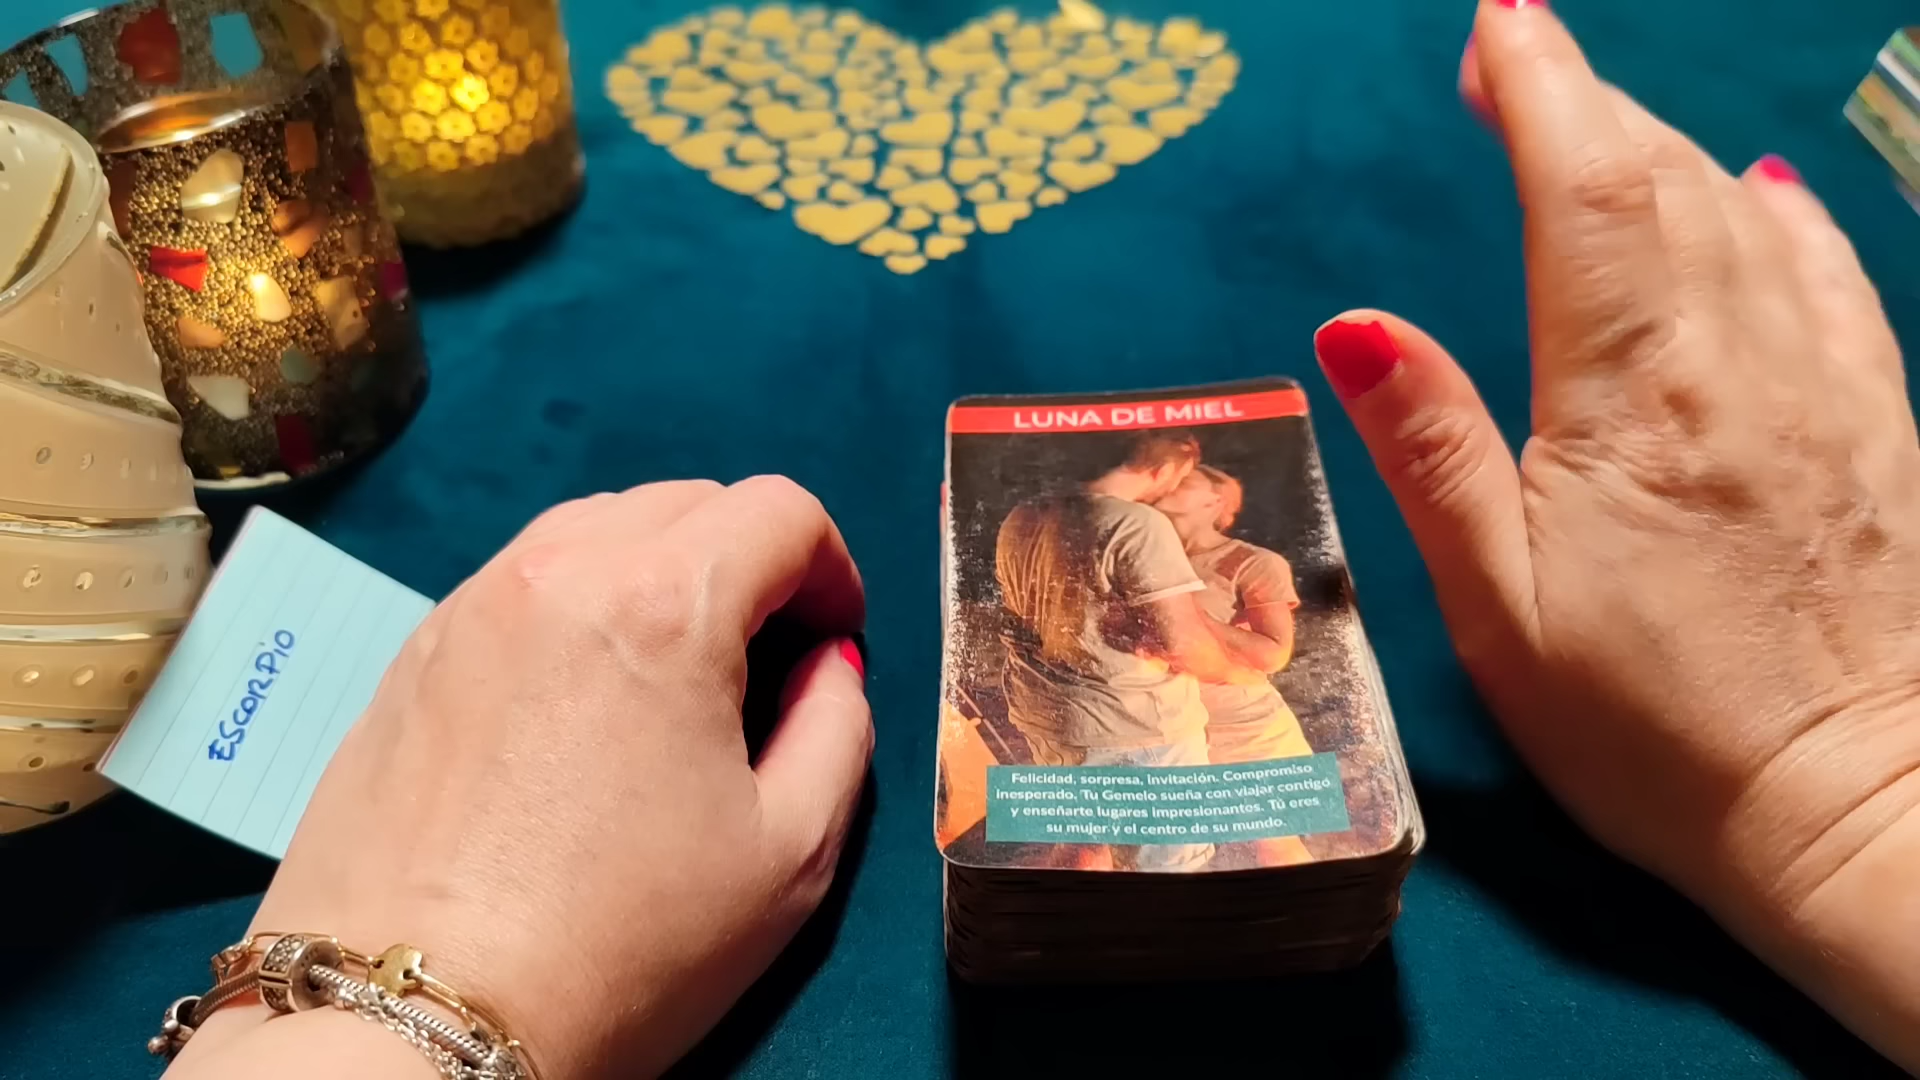 LUNA DE MIEL
Felicidad, sorpresa, invitación. Compromiso
inesperado. Tu Gemelo sueña con viajar contigo
y enseñarte lugares impresionantes. Tú eres
su mujer y el centro de su mundo.
ESCORPIO